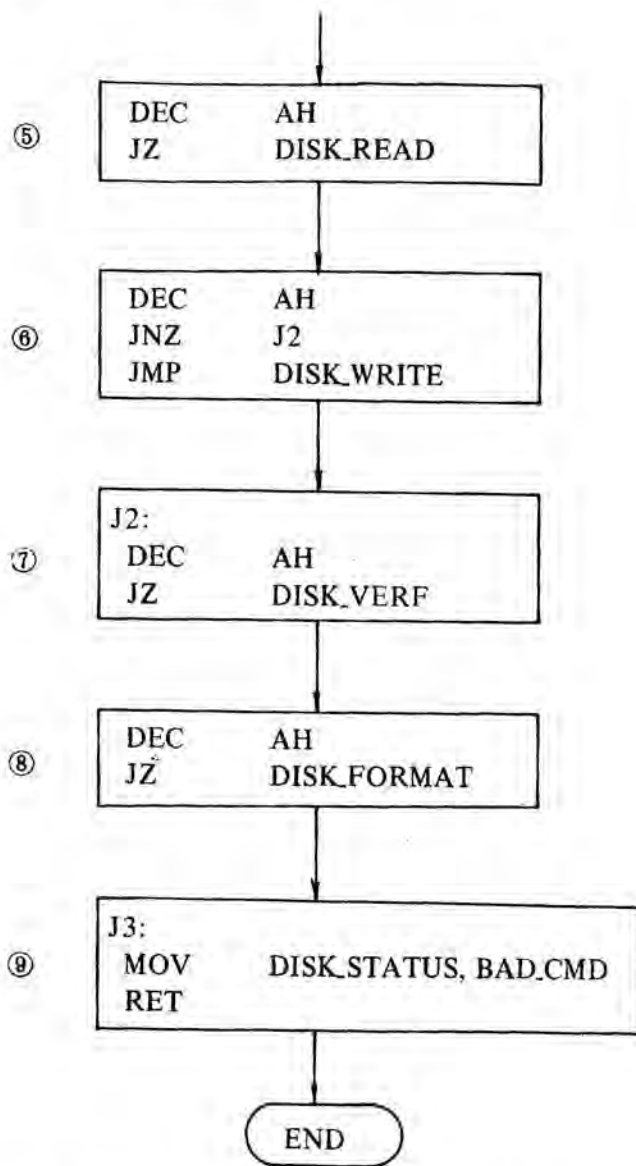 ⑤
DEC AH
JZ DISK_READ
⑥
DEC AH
JNZ J2
JMP DISK_WRITE
⑦
J2:
DEC AH
JZ DISK_VERF
⑧
DEC AH
JZ DISK_FORMAT
⑨
J3:
MOV DISK_STATUS, BAD_CMD
RET
END